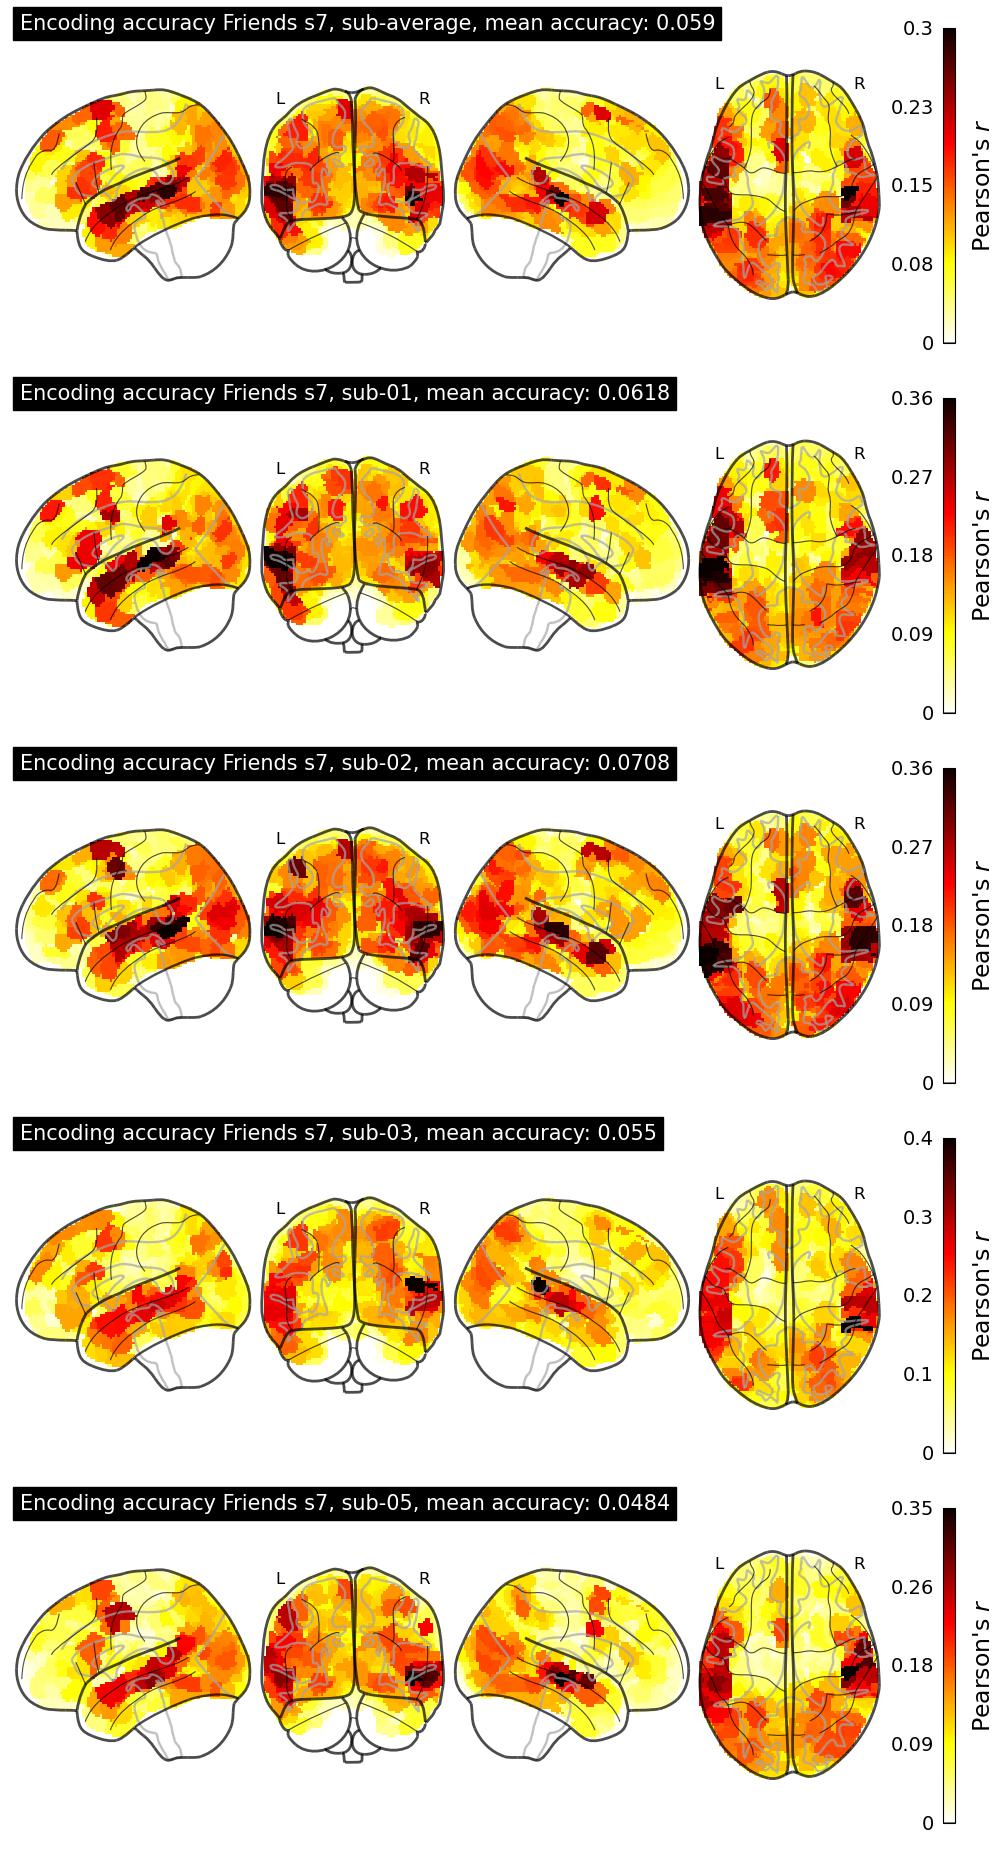 Encoding accuracy Friends s7, sub-average, mean accuracy: 0.059
L
R
L
R
0.3
0.23
0.15
0.08
0
Pearson's r
Encoding accuracy Friends s7, sub-01, mean accuracy: 0.0618
L
R
L
R
0.36
0.27
0.18
0.09
0
Pearson's r
Encoding accuracy Friends s7, sub-02, mean accuracy: 0.0708
L
R
L
R
0.36
0.27
0.18
0.09
0
Pearson's r
Encoding accuracy Friends s7, sub-03, mean accuracy: 0.055
L
R
L
R
0.4
0.3
0.2
0.1
0
Pearson's r
Encoding accuracy Friends s7, sub-05, mean accuracy: 0.0484
L
R
L
R
0.35
0.26
0.18
0.09
0
Pearson's r